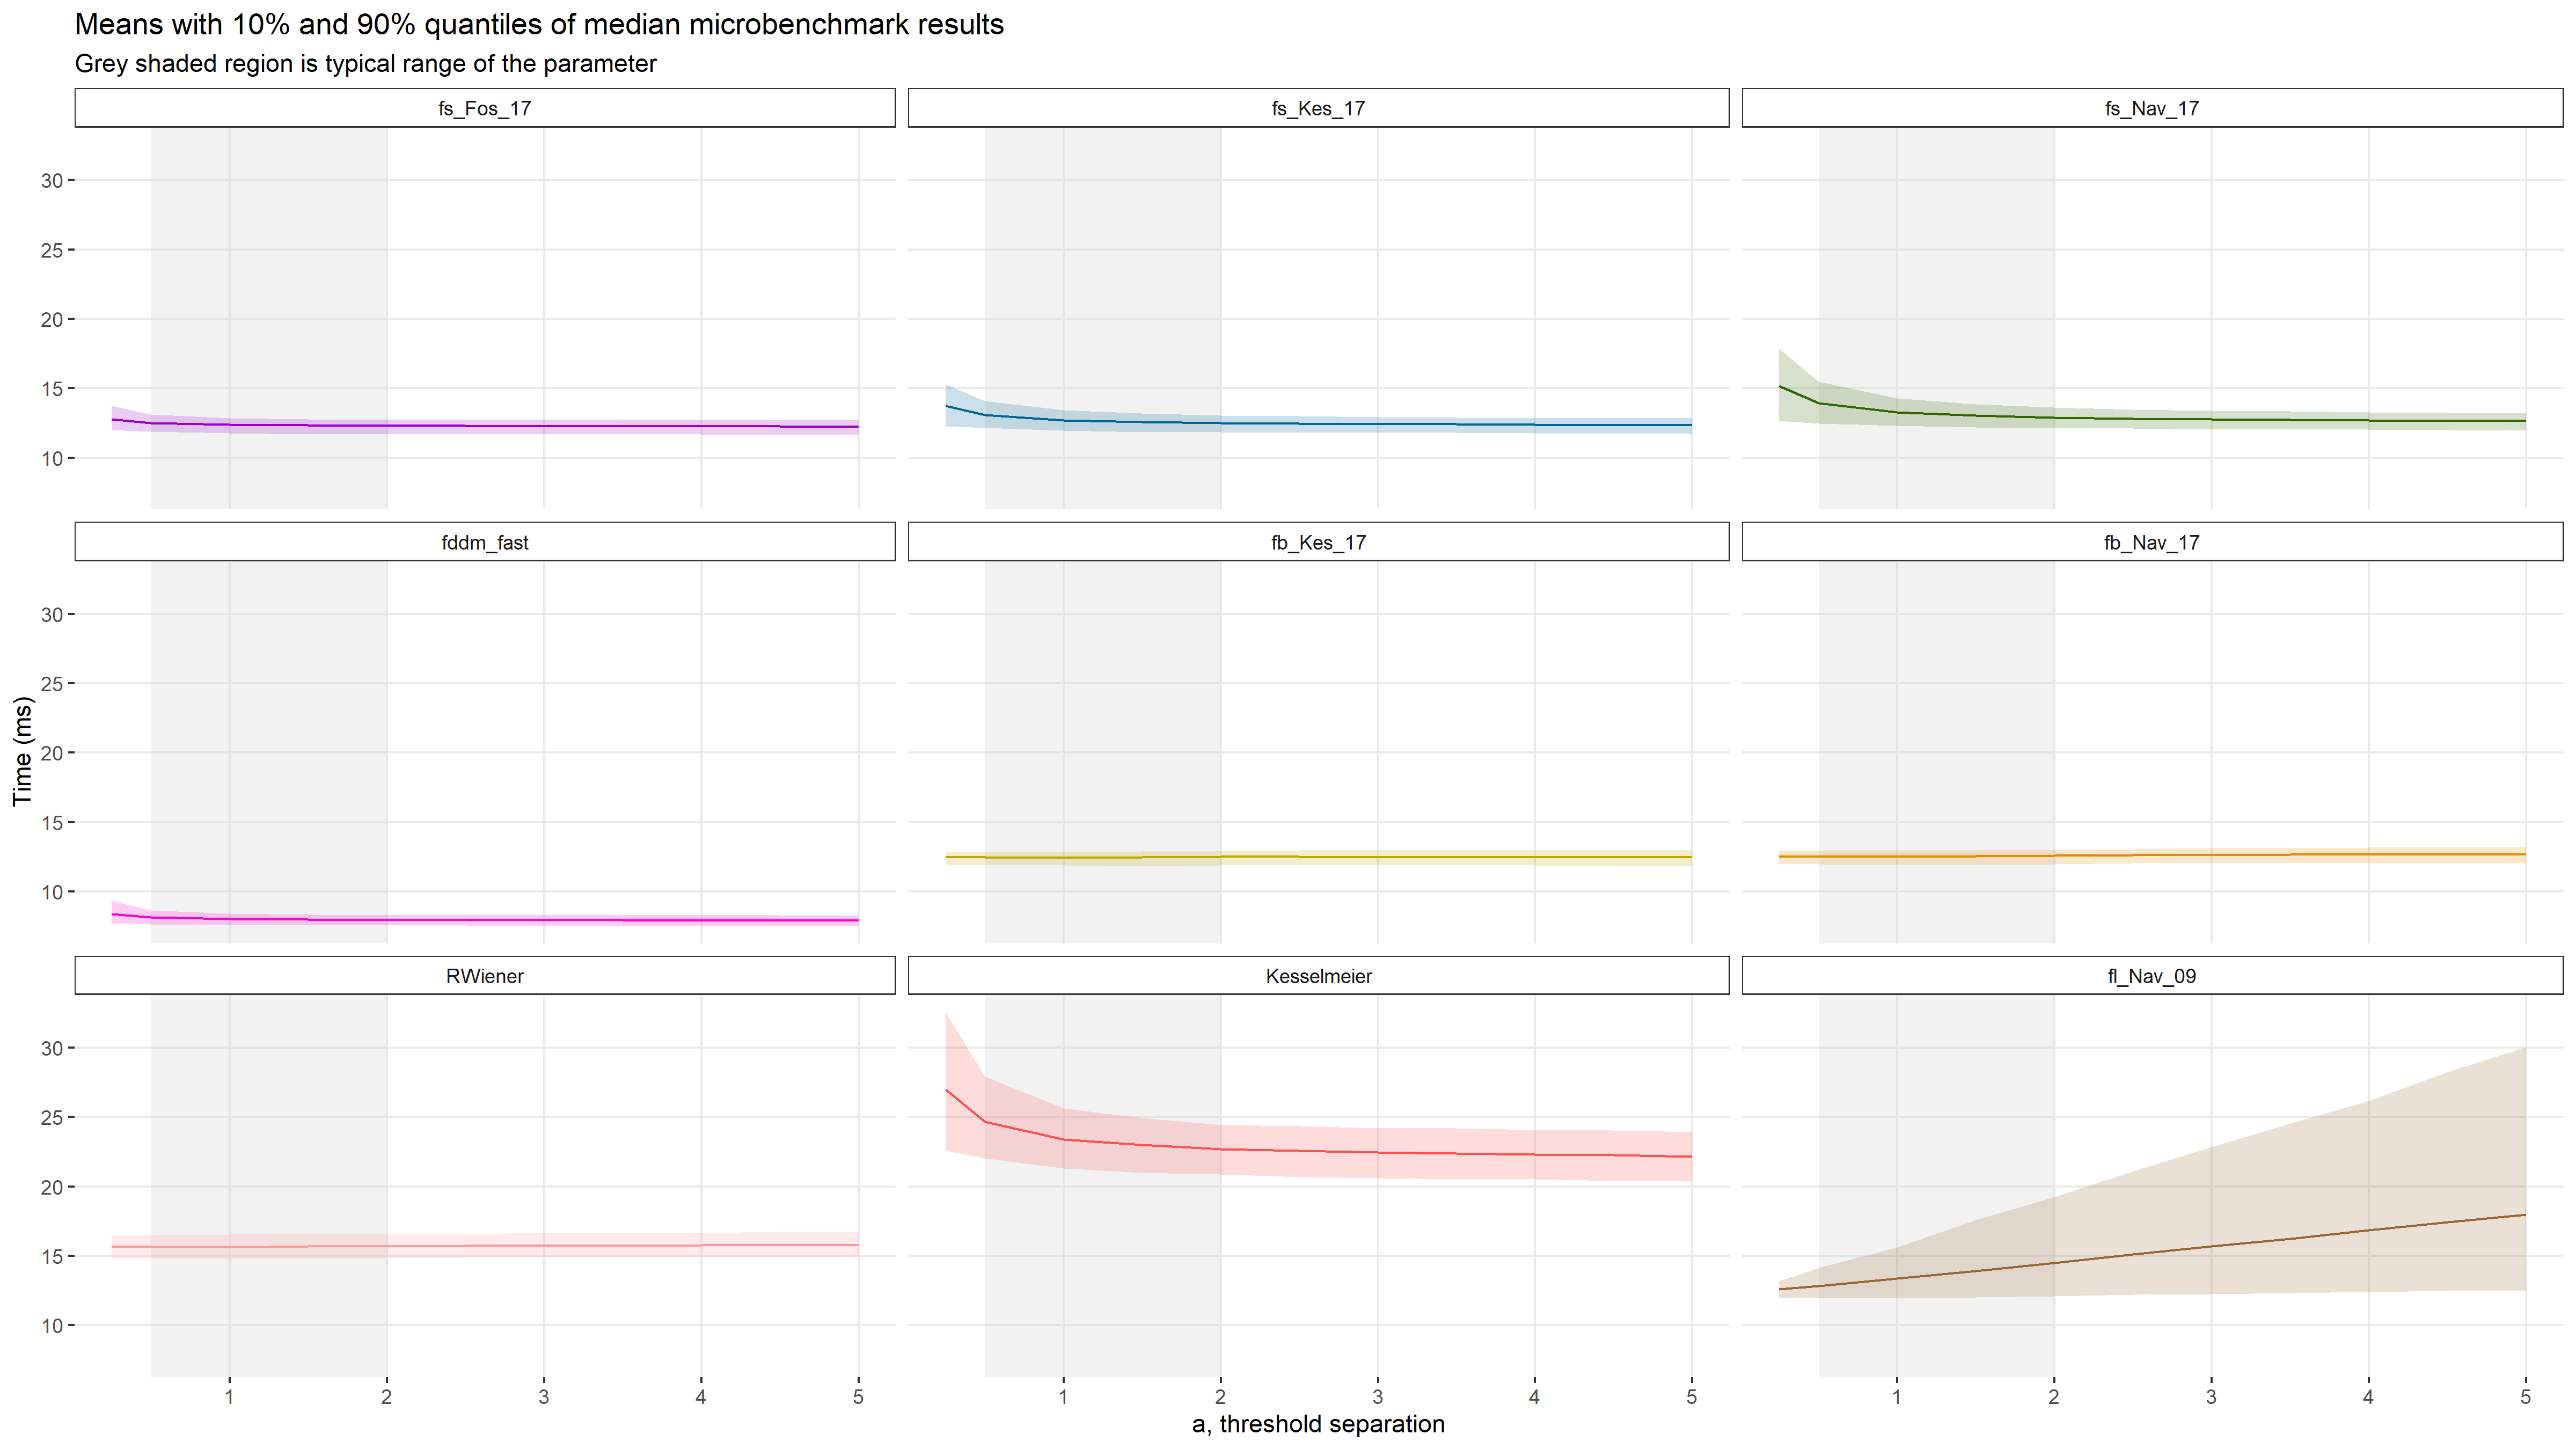 Means with 10% and 90% quantiles of median microbenchmark results
Grey shaded region is typical range of the parameter
fs_Fos_17 fs_Kes_17 fs_Nav_17
30
25
20
15
10
fddm_fast fb_Kes_17 fb_Nav_17
30
25
20
15
10
Time (ms)
RWiener Kesselmeier fl_Nav_09
30
25
20
15
10
1 2 3 4 5 1 2 3 4 5 1 2 3 4 5
a, threshold separation